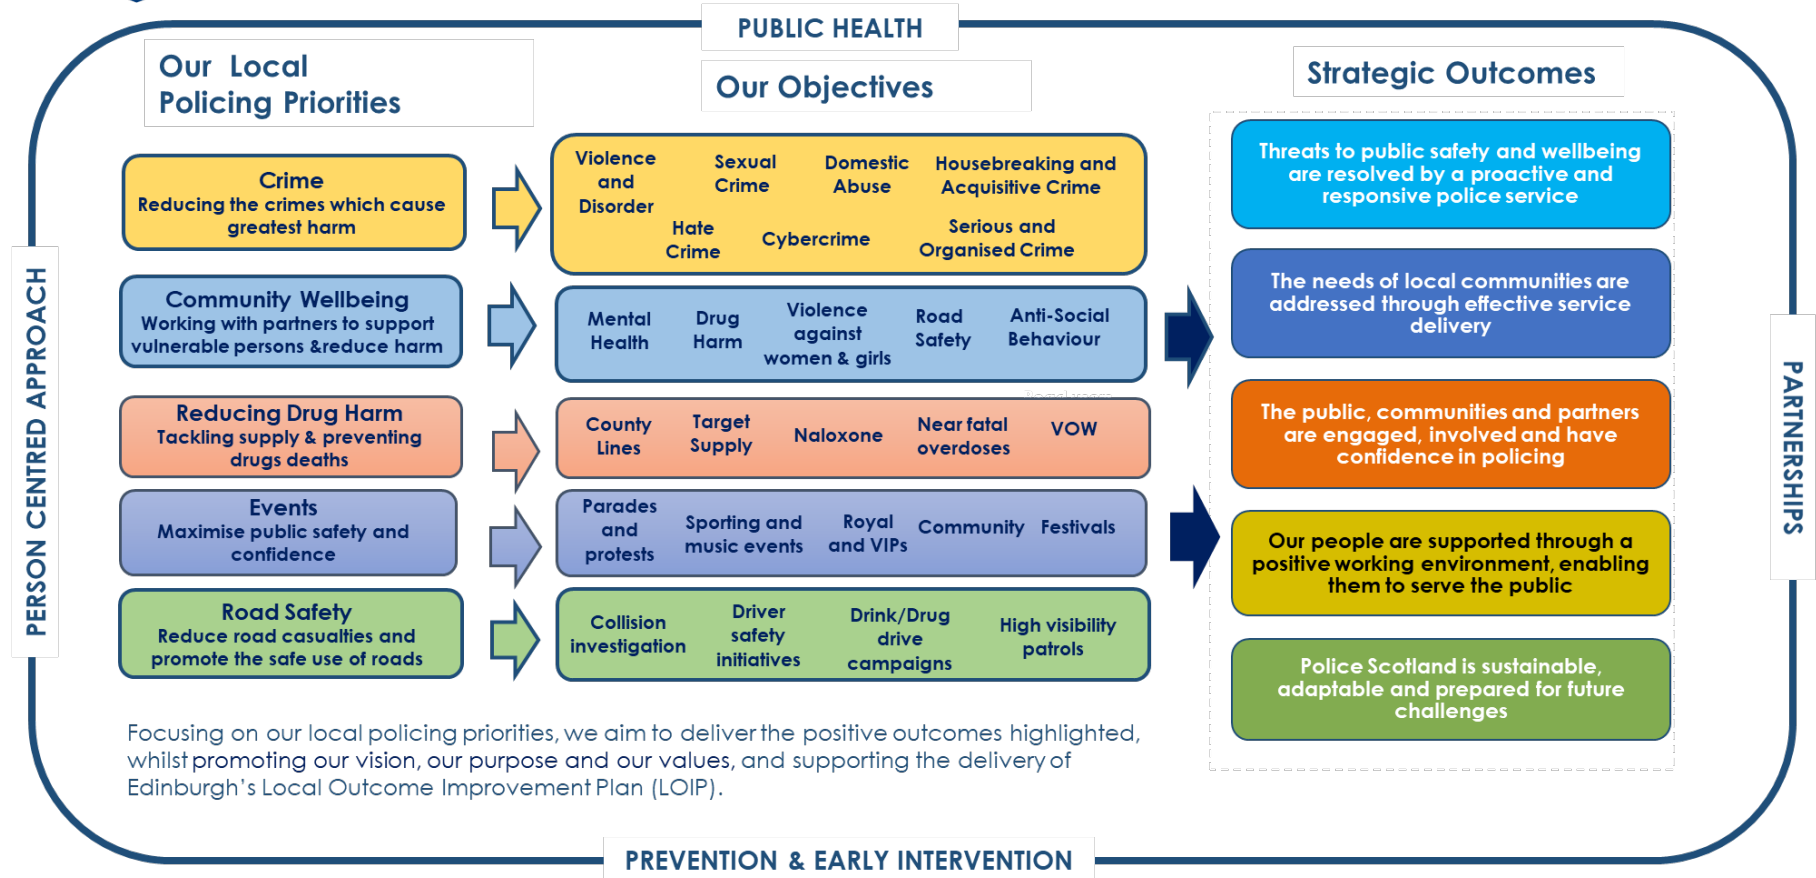 PUBLIC HEALTH
Our Local
Policing Priorities
Our Objectives
Strategic Outcomes
PERSON CENTRED APPROACH
Crime
Reducing the crimes which cause
greatest harm
Violence
and
Disorder
Sexual
Crime
Domestic
Abuse
Housebreaking and
Acquisitive Crime
Hate
Crime
Cybercrime
Serious and
Organised Crime
Community Wellbeing
Working with partners to support
vulnerable persons &reduce harm
Mental
Health
Drug
Harm
Violence
against
women & girls
Road
Safety
Anti-Social
Behaviour
Reducing Drug Harm
Tackling supply & preventing
drugs deaths
County
Lines
Target
Supply
Naloxone
Near fatal
overdoses
VOW
Events
Maximise public safety and
confidence
Parades
and
protests
Sporting and
music events
Royal
and VIPs
Community
Festivals
Road Safety
Reduce road casualties and
promote the safe use of roads
Collision
investigation
Driver
safety
initiatives
Drink/Drug
drive
campaigns
High visibility
patrols
Threats to public safety and wellbeing
are resolved by a proactive and
responsive police service
The needs of local communities are
addressed through effective service
delivery
The public, communities and partners
are engaged, involved and have
confidence in policing
Our people are supported through a
positive working environment, enabling
them to serve the public
Police Scotland is sustainable,
adaptable and prepared for future
challenges
PARTNERSHIPS
Focusing on our local policing priorities, we aim to deliver the positive outcomes highlighted,
whilst promoting our vision, our purpose and our values, and supporting the delivery of
Edinburgh's Local Outcome Improvement Plan (LOIP).
PREVENTION & EARLY INTERVENTION